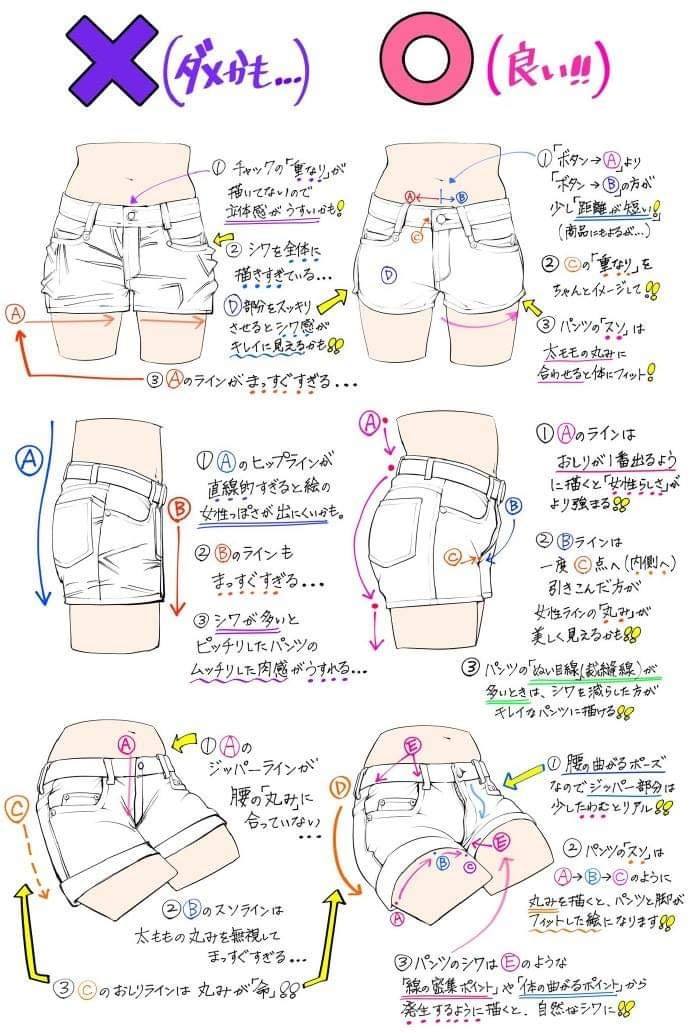 (ダメかも...)
(良い!!)
① チャックの「重なり」が
描いてないので
立体感がうすいかも!
② シワを全体に
描きすぎている...
Ⓓ部分をスッキリ
させるとシワ感が
キレイに見えるかも!!
Ⓐ
③ Ⓐのラインがまっすぐすぎる...
①「ボタン→Ⓐ」より
「ボタン→Ⓑ」の方が
少し「距離が短い」!
(商品にもよるが...)
② Ⓒの「重なり」を
ちゃんとイメージして!!
③ パンツの「スソ」は
太モモの丸みに
合わせると体にフィット!
Ⓐ Ⓑ
Ⓒ
Ⓓ
Ⓐ
Ⓑ
① Ⓐのヒップラインが
直線的すぎると絵の
女性っぽさが出にくいかも。
② Ⓑのラインも
まっすぐすぎる...
③ シワが多いと
ピッチリしたパンツの
ムッチリした肉感がうすれる...
Ⓐ
Ⓑ
Ⓒ
① Ⓐのラインは
おしりが1番出るよう
に描くと「女性らしさ」が
より強まる!!
② Ⓑラインは
一度Ⓒ点へ(内側へ)
引きこんだ方が
女性ラインの「丸み」が
美しく見えるかも!!
③ パンツの「ぬい目線」(裁縫線)が
多いときは、シワを減らした方が
キレイなパンツに描ける!!
Ⓐ
Ⓒ
① Ⓐの
ジッパーラインが
腰の「丸み」に
合っていない
...
② Ⓑのスソラインは
太ももの丸みを無視して
まっすぐすぎる...
③ Ⓒのおしりラインは丸みが「命」!!
Ⓔ
Ⓓ
Ⓔ
Ⓐ
Ⓑ
Ⓒ
① 腰の曲がるポーズ
なのでジッパー部分は
少したわむとリアル!!
② パンツの「スソ」は
Ⓐ→Ⓑ→Ⓒのように
丸みを描くと、パンツと脚が
フィットした絵になります!!
③ パンツのシワはⒺのような
「線の密集ポイント」や「体の曲がるポイント」から
発生するように描くと、自然なシワに!!